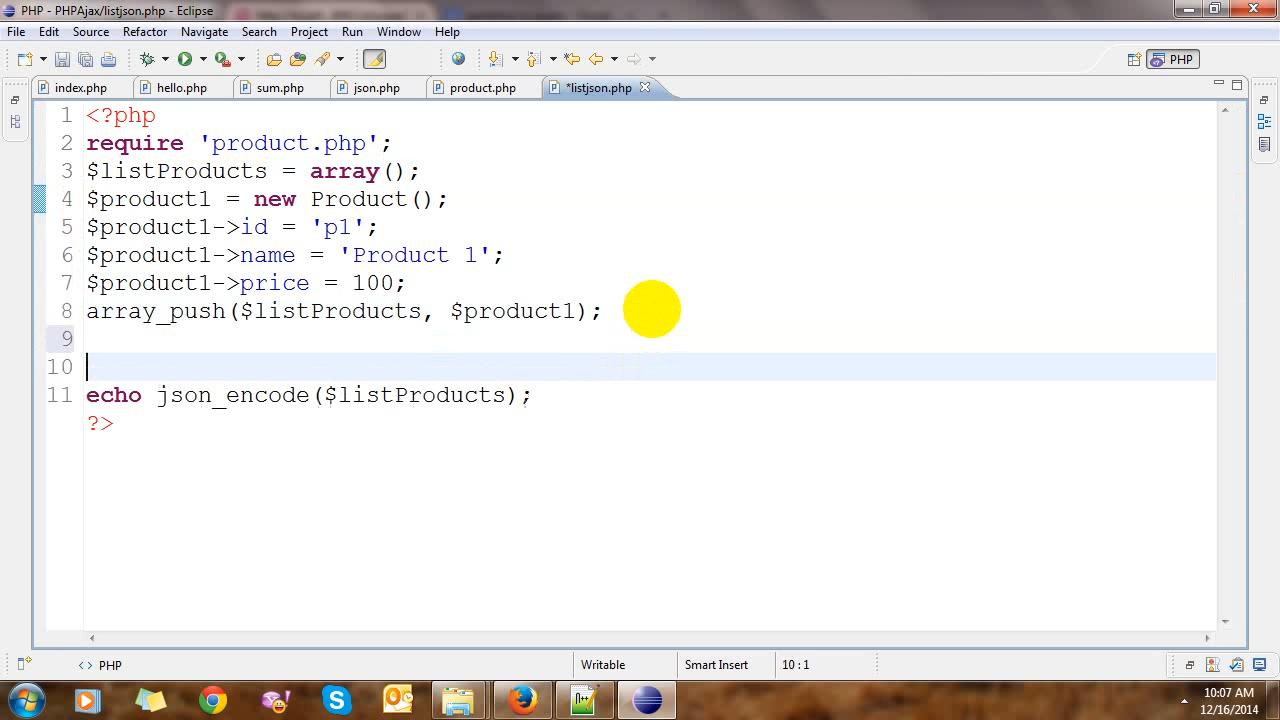 PHP - PHPAjax/listjson.php - Eclipse
File Edit Source Refactor Navigate Search Project Run Window Help
PHP
index.php hello.php sum.php json.php product.php *listjson.php
1 <?php
2 require 'product.php';
3 $listProducts = array();
4 $product1 = new Product();
5 $product1->id = 'p1';
6 $product1->name = 'Product 1';
7 $product1->price = 100;
8 array_push($listProducts, $product1);
9
10
11 echo json_encode($listProducts);
?>
<> PHP Writable Smart Insert 10 : 1
10:07 AM
12/16/2014